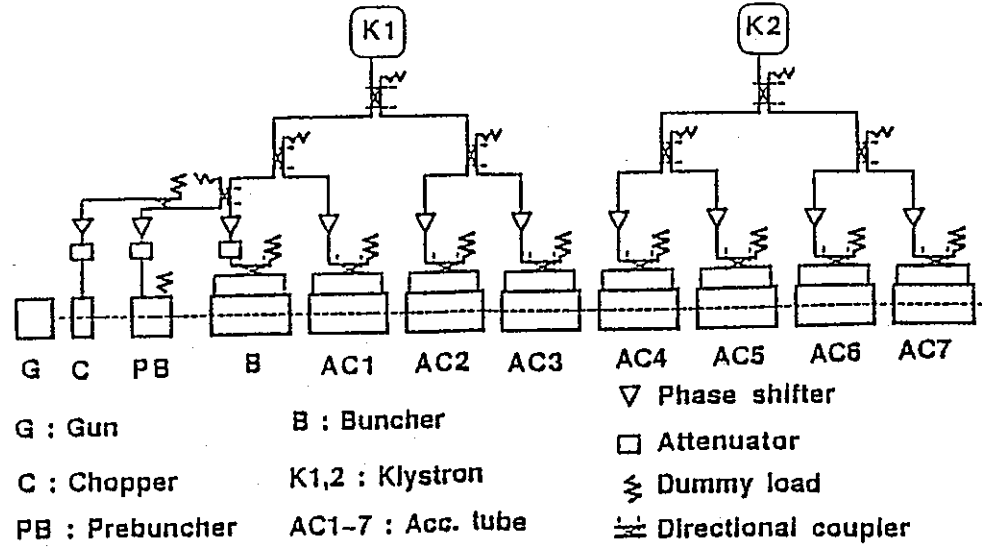 K1
K2
G
C
PB
B
AC1
AC2
AC3
AC4
AC5
AC6
AC7
G : Gun
B : Buncher
C : Chopper
K1,2 : Klystron
PB : Prebuncher
AC1-7 : Acc. tube
Phase shifter
Attenuator
Dummy load
Directional coupler